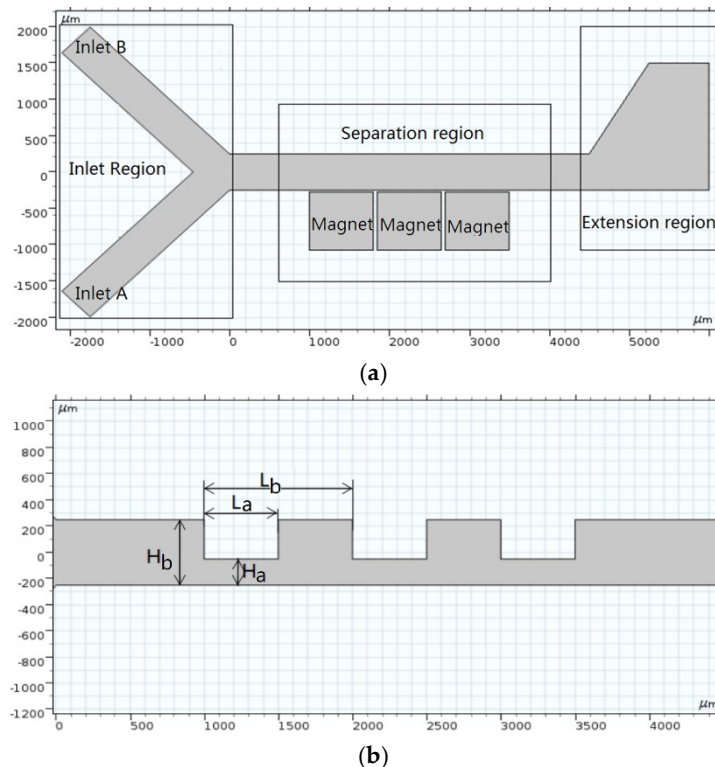 μm
2000
1500
1000
500
0
-500
-1000
-1500
-2000
Inlet B
Inlet Region
Inlet A
Separation region
Magnet Magnet Magnet
Extension region
-2000 -1000 0 1000 2000 3000 4000 5000 μm
(a)
μm
1000
800
600
400
200
0
-200
-400
-600
-800
-1000
-1200
Lb
La
Hb
Ha
μm
0 500 1000 1500 2000 2500 3000 3500 4000
(b)